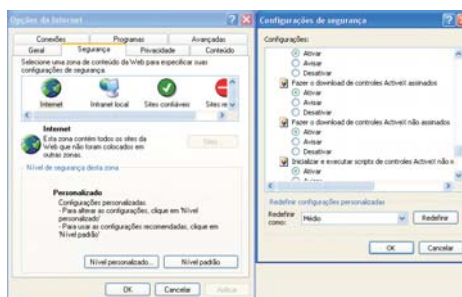 Opções da Internet
Conexões Programas Avançadas
Geral Segurança Privacidade Conteúdo
Selecione uma zona de conteúdo da Web para especificar suas
configurações de segurança.
Internet Intranet local Sites confiáveis Sites re
Internet
Esta zona contém todos os sites da
Web que não foram colocados em
outras zonas.
Sites...
Nível de segurança desta zona
Personalizado
Configurações personalizadas.
- Para alterar as configurações, clique em 'Nível
personalizado'
- Para usar as configurações recomendadas, clique em
'Nível padrão'
Nível personalizado... Nível padrão
OK Cancelar Aplicar
Configurações de segurança
Configurações:
Ativar
Avisar
Desativar
Fazer o download de controles ActiveX assinados
Ativar
Avisar
Desativar
Fazer o download de controles ActiveX não assinados
Ativar
Avisar
Desativar
Inicializar e executar scripts de controles ActiveX não
Ativar
Redefinir configurações personalizadas
Redefinir
como:
Médio
Redefinir
OK Cancelar